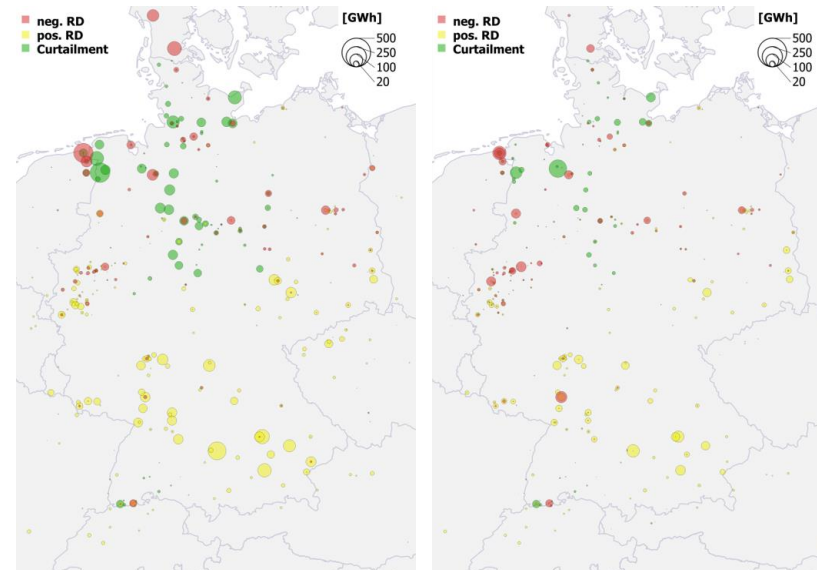 neg. RD
pos. RD
Curtailment
[GWh]
500
250
100
20
neg. RD
pos. RD
Curtailment
[GWh]
500
250
100
20